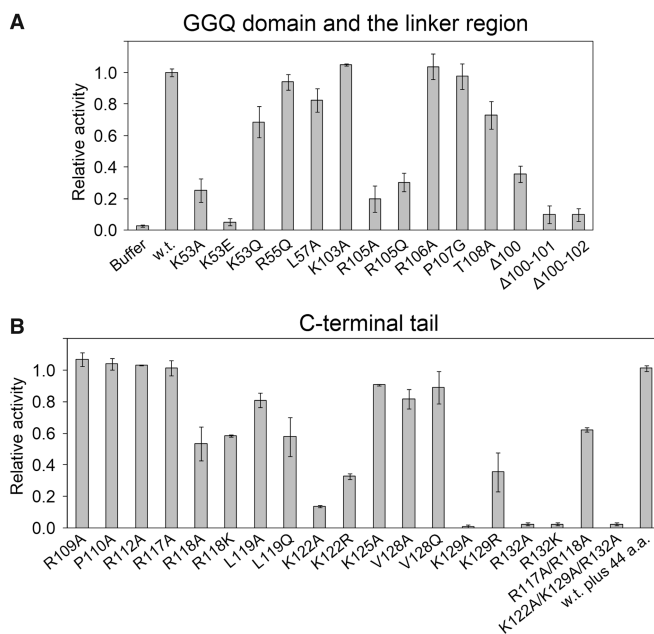 A
GGQ domain and the linker region
Relative activity
1.0
0.8
0.6
0.4
0.2
0.0
Buffer
w.t.
K53A
K53E
K53Q
R55Q
L57A
K103A
R105A
R105Q
R106A
P107G
T108A
Δ100
Δ100-101
Δ100-102
B
C-terminal tail
Relative activity
1.0
0.8
0.6
0.4
0.2
0.0
R109A
P110A
R112A
R117A
R118A
R118K
L119A
L119Q
K122A
K122R
K125A
V128A
V128Q
K129A
K129R
R132A
R132K
R117A/R118A
K122A/K129A/R132A
w.t. plus 44 a.a.